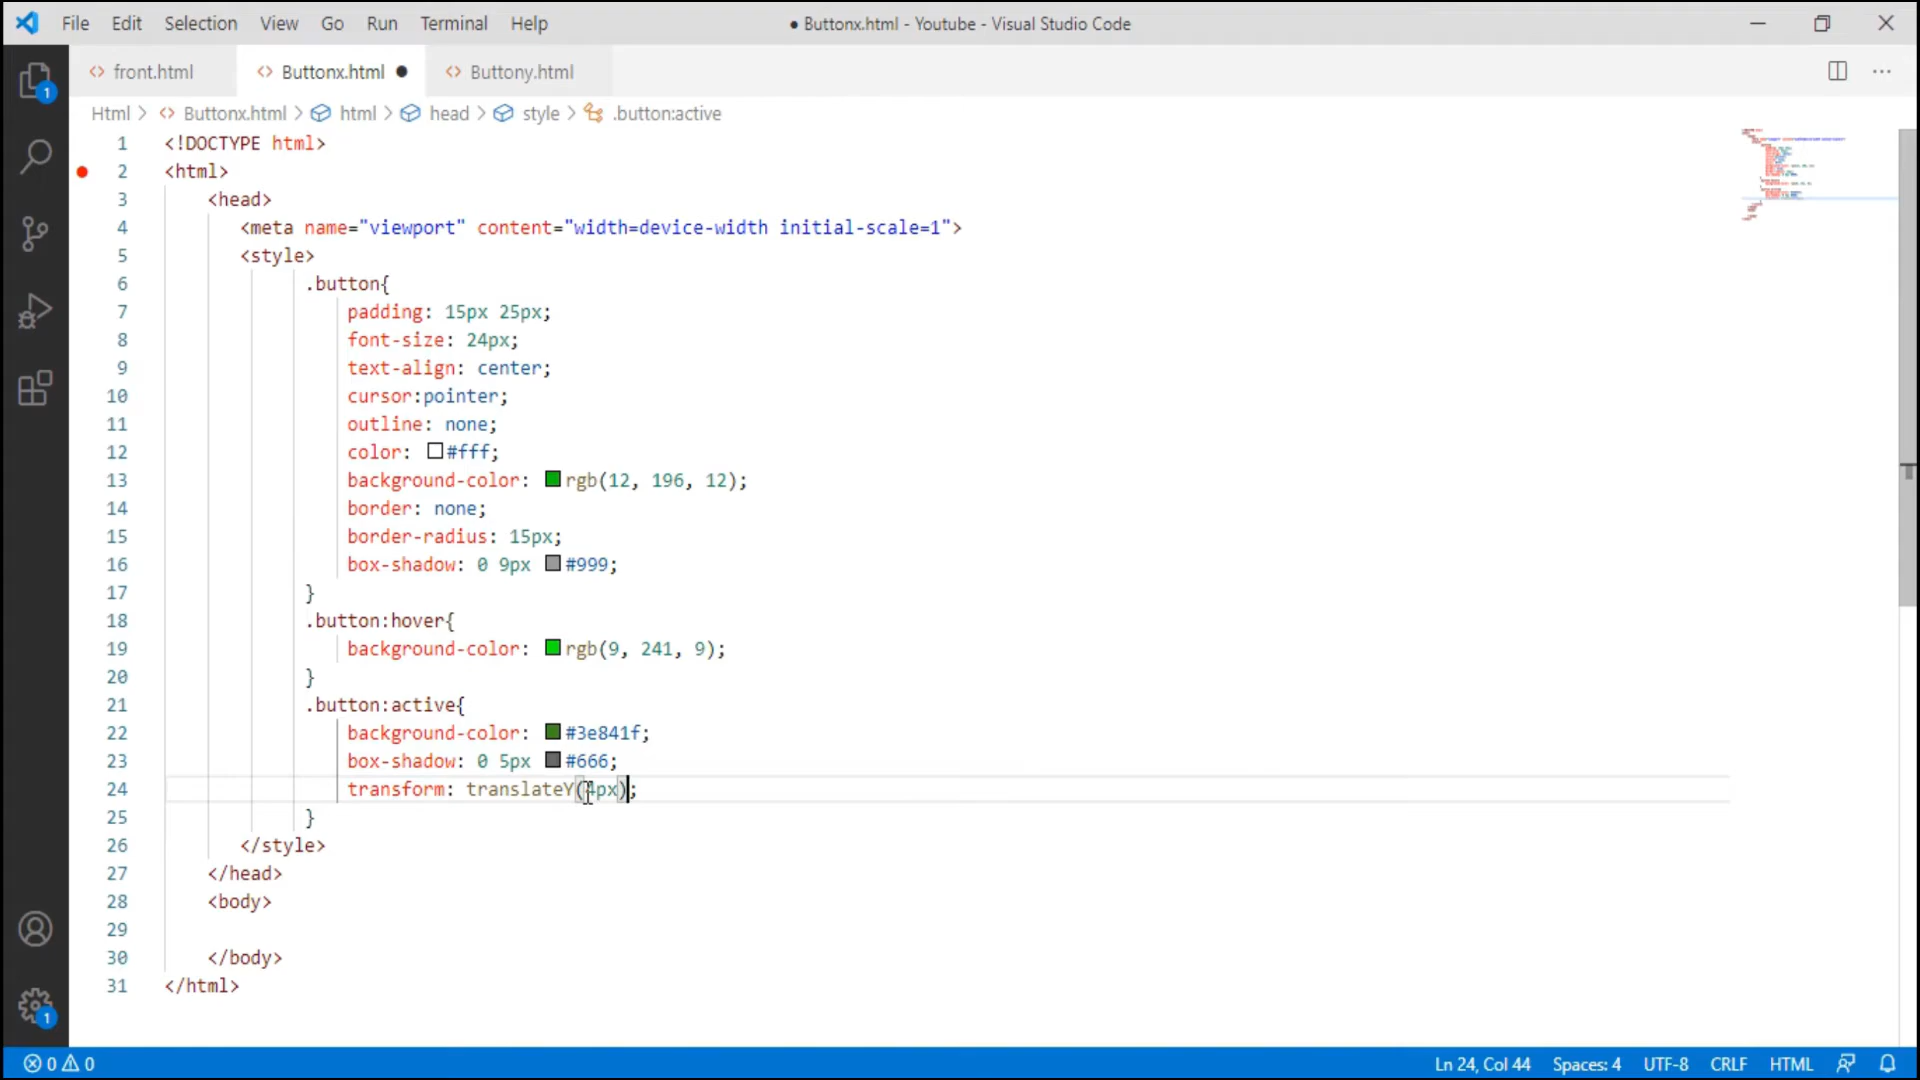 File Edit Selection View Go Run Terminal Help ● Buttonx.html - Youtube - Visual Studio Code
front.html Buttonx.html ● Buttony.html
Html > Buttonx.html > html > head > style > .button:active
1 <!DOCTYPE html>
2 <html>
3 <head>
4 <meta name="viewport" content="width=device-width initial-scale=1">
5 <style>
6 .button{
7 padding: 15px 25px;
8 font-size: 24px;
9 text-align: center;
10 cursor:pointer;
11 outline: none;
12 color: #fff;
13 background-color: rgb(12, 196, 12);
14 border: none;
15 border-radius: 15px;
16 box-shadow: 0 9px #999;
17 }
18 .button:hover{
19 background-color: rgb(9, 241, 9);
20 }
21 .button:active{
22 background-color: #3e841f;
23 box-shadow: 0 5px #666;
24 transform: translateY(4px);
25 }
26 </style>
27 </head>
28 <body>
29
30 </body>
31 </html>
1
1
0 0 Ln 24, Col 44 Spaces: 4 UTF-8 CRLF HTML